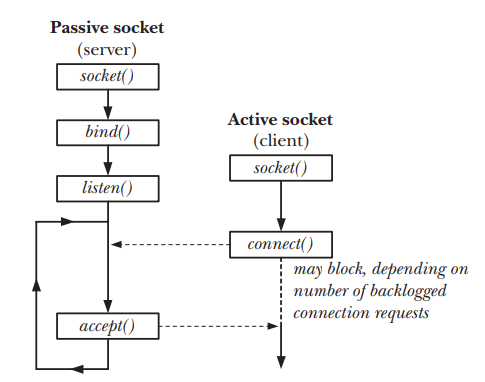 Passive socket
(server)
socket()
bind()
listen()
accept()
Active socket
(client)
socket()
connect()
may block, depending on
number of backlogged
connection requests